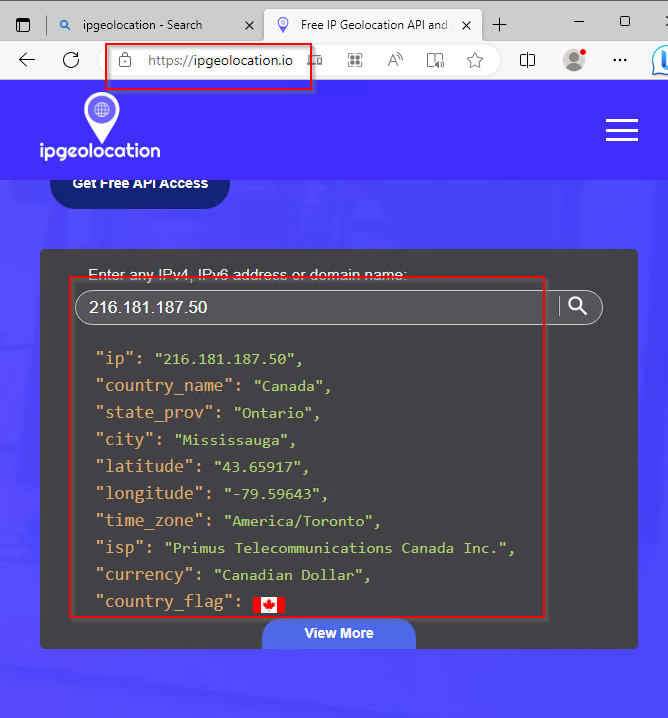 ipgeolocation - Search
Free IP Geolocation API and
https://ipgeolocation.io
ipgeolocation
Get Free API Access
Enter any IPv4, IPv6 address or domain name:
216.181.187.50
"ip": "216.181.187.50",
"country_name": "Canada",
"state_prov": "Ontario",
"city": "Mississauga",
"latitude": "43.65917",
"longitude": "-79.59643",
"time_zone": "America/Toronto",
"isp": "Primus Telecommunications Canada Inc.",
"currency": "Canadian Dollar",
"country_flag":
View More